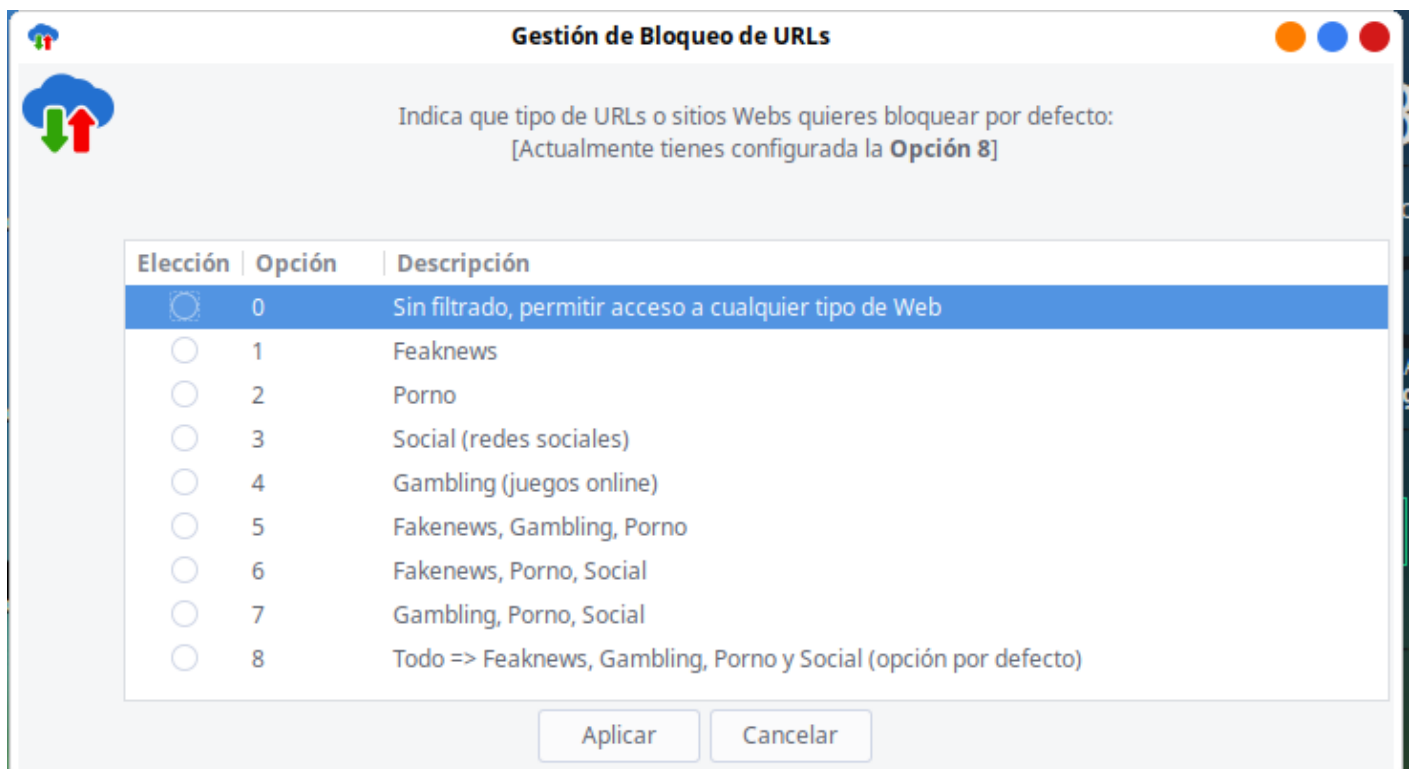 Gestión de Bloqueo de URLs
Indica que tipo de URLs o sitios Webs quieres bloquear por defecto:
[Actualmente tienes configurada la Opción 8]
Elección Opción Descripción
0 Sin filtrado, permitir acceso a cualquier tipo de Web
1 Feaknews
2 Porno
3 Social (redes sociales)
4 Gambling (juegos online)
5 Fakenews, Gambling, Porno
6 Fakenews, Porno, Social
7 Gambling, Porno, Social
8 Todo => Feaknews, Gambling, Porno y Social (opción por defecto)
Aplicar Cancelar